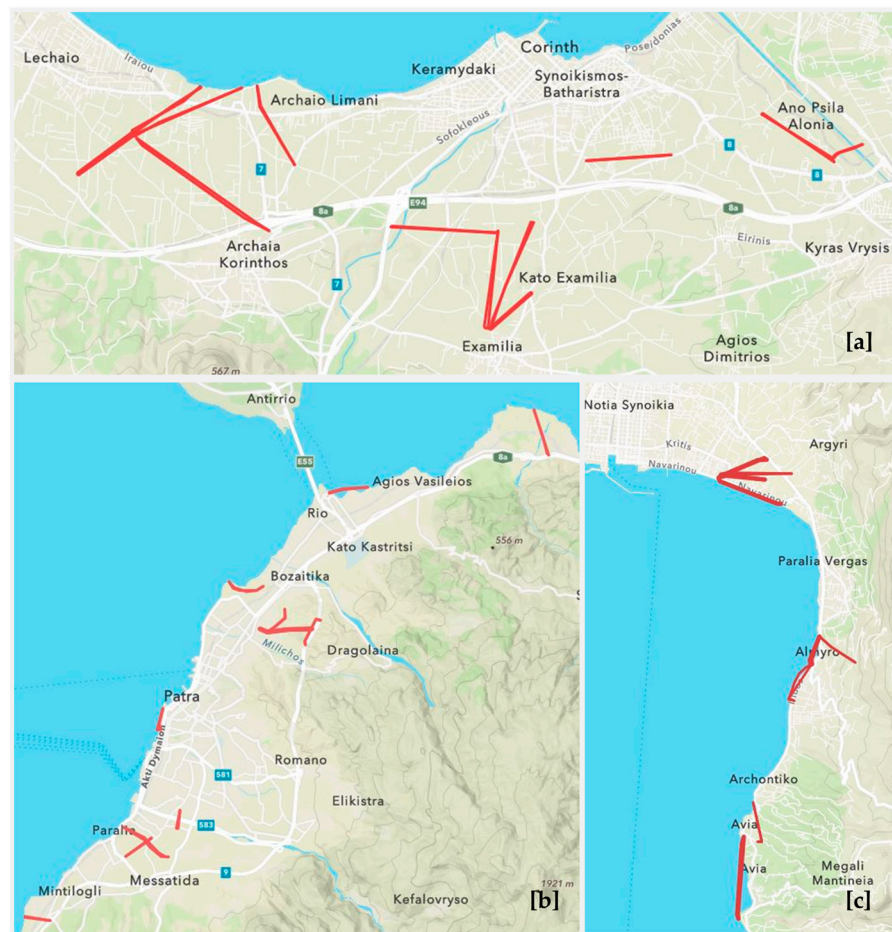 Lechaio
Iraiou
Archaio Limani
Keramydaki
Corinth
Poseidonias
Synoikismos-
Batharistra
Sofokleous
Ano Psila
Alonia
7
8
8
8a
E94
8a
Archaia
Korinthos
7
Eirinis
Kyras Vrysis
Kato Examilia
Examilia
Agios
Dimitrios
567 m
[a]
Antirrio
E55
8a
Agios Vasileios
Rio
Kato Kastritsi
556 m
Bozaitika
Milichos
Dragolaina
Patra
Akti Dymaion
581
Romano
Elikistra
Paralia
583
Messatida
9
Mintilogli
1921 m
Kefalovryso
[b]
Notia Synoikia
Kritis
Navarinou
Argyri
Navarinou
Paralia Vergas
Almyro
Archontiko
Avia
Avia
Megali
Mantineia
[c]